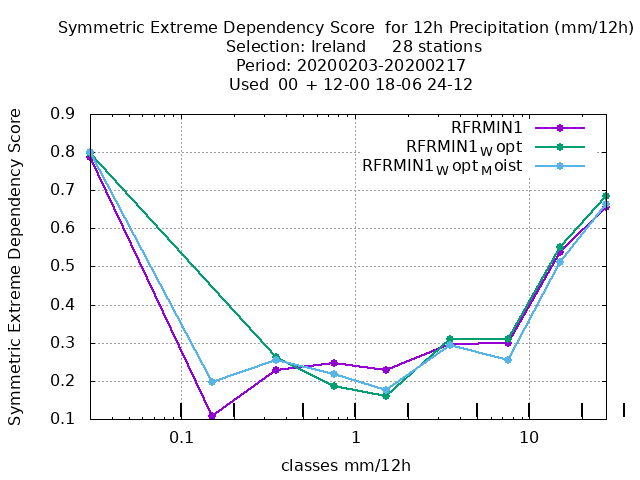 Symmetric Extreme Dependency Score  for 12h Precipitation (mm/12h)
Selection: Ireland     28 stations
Period: 20200203-20200217
Used  00  + 12-00 18-06 24-12
Symmetric Extreme Dependency Score
0.9
0.8
0.7
0.6
0.5
0.4
0.3
0.2
0.1
RFRMIN1
RFRMIN1Wopt
RFRMIN1WoptMoist
0.1
1
10
classes mm/12h